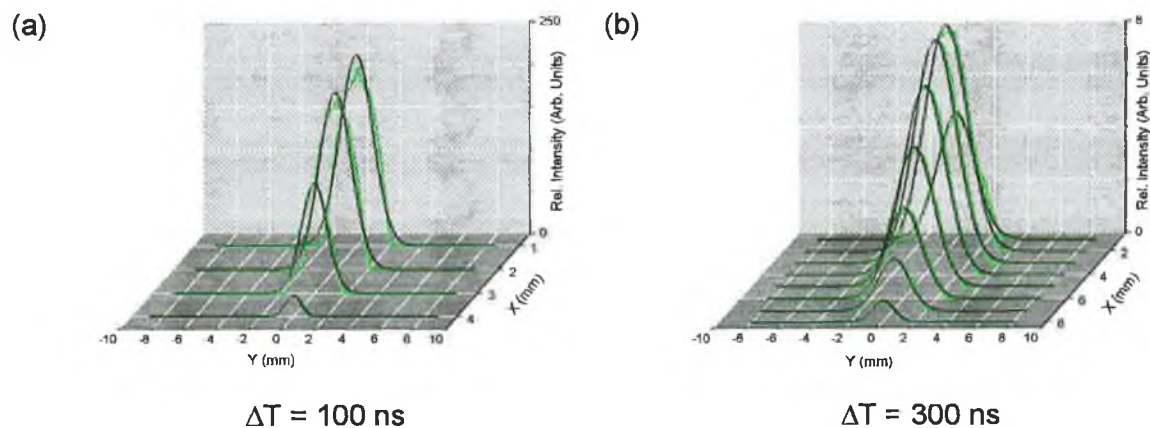 (a)
250
Rel. Intensity (Arb. Units)
0
1
2
3
4
X (mm)
-10 -8 -6 -4 -2 0 2 4 6 8 10
Y (mm)
ΔT = 100 ns
(b)
8
Rel. Intensity (Arb. Units)
0
2
4
6
8
X (mm)
-10 -8 -6 -4 -2 0 2 4 6 8 10
Y (mm)
ΔT = 300 ns